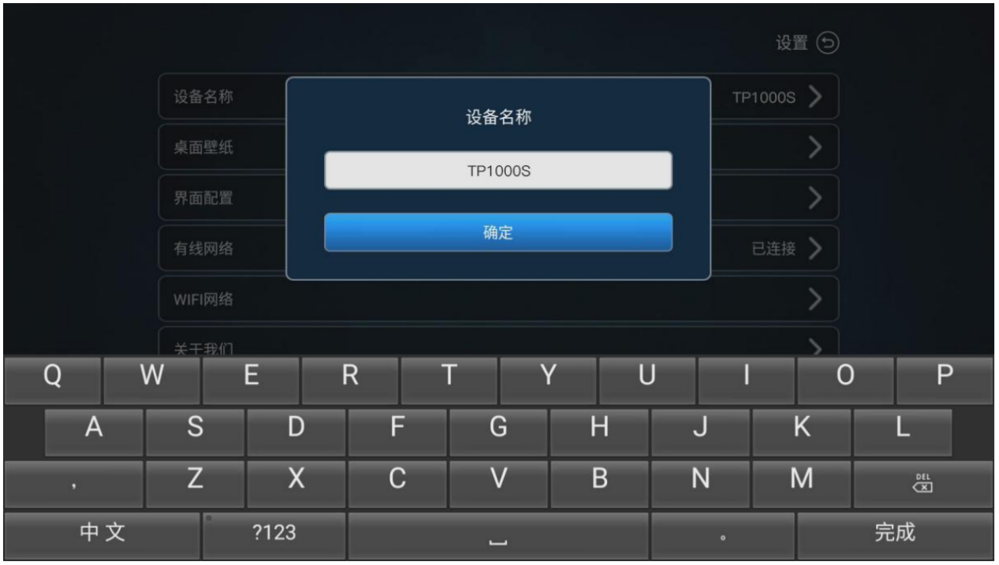 设置
设备名称 TP1000S
设备名称
桌面壁纸
TP1000S
界面配置
确定
有线网络 已连接
WIFI网络
关于我们
Q W E R T Y U I O P
A S D F G H J K L
, Z X C V B N M DEL
中文 ?123 。 完成